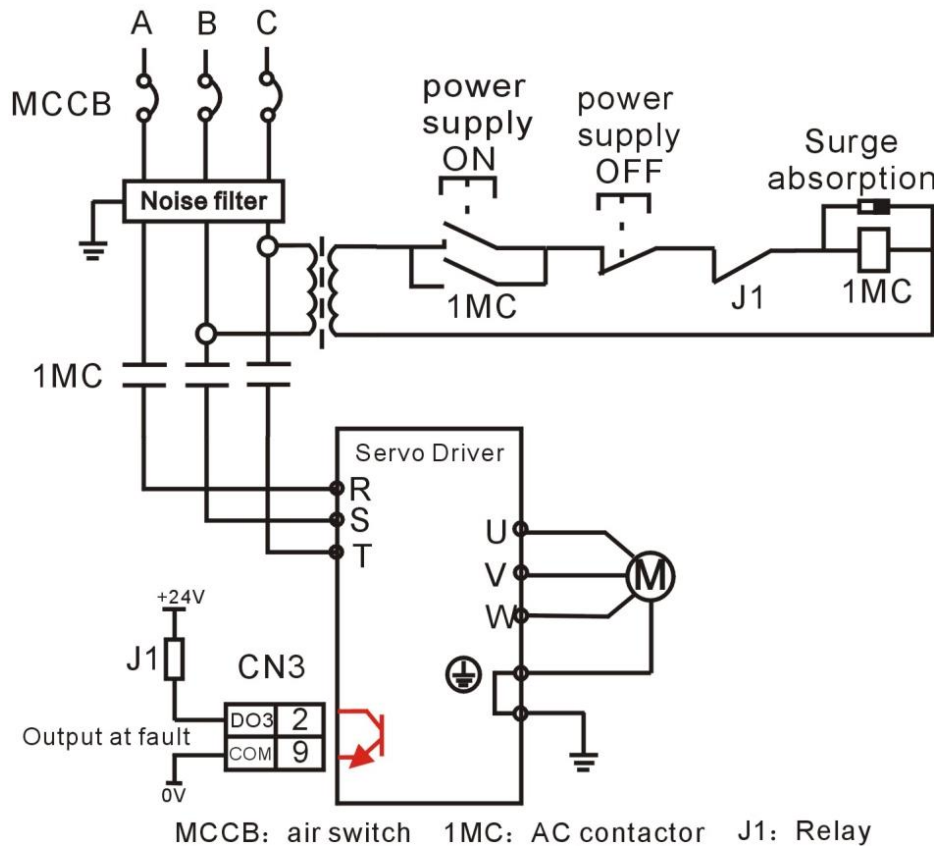 A B C
MCCB
power
supply
ON
power
supply
OFF
Surge
absorption
Noise filter
1MC
J1
1MC
1MC
Servo Driver
R
S
T
U
V
W
M
+24V
J1
CN3
DO3 2
COM 9
Output at fault
0V
MCCB: air switch 1MC: AC contactor J1: Relay